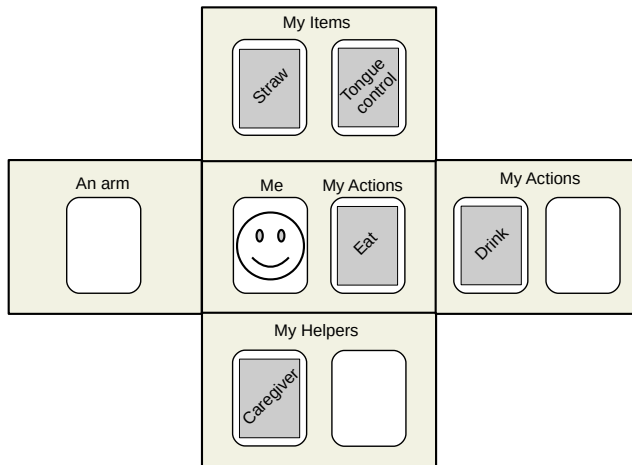 My Items
Straw
Tongue
control
An arm
Me
My Actions
Eat
My Actions
Drink
My Helpers
Caregiver